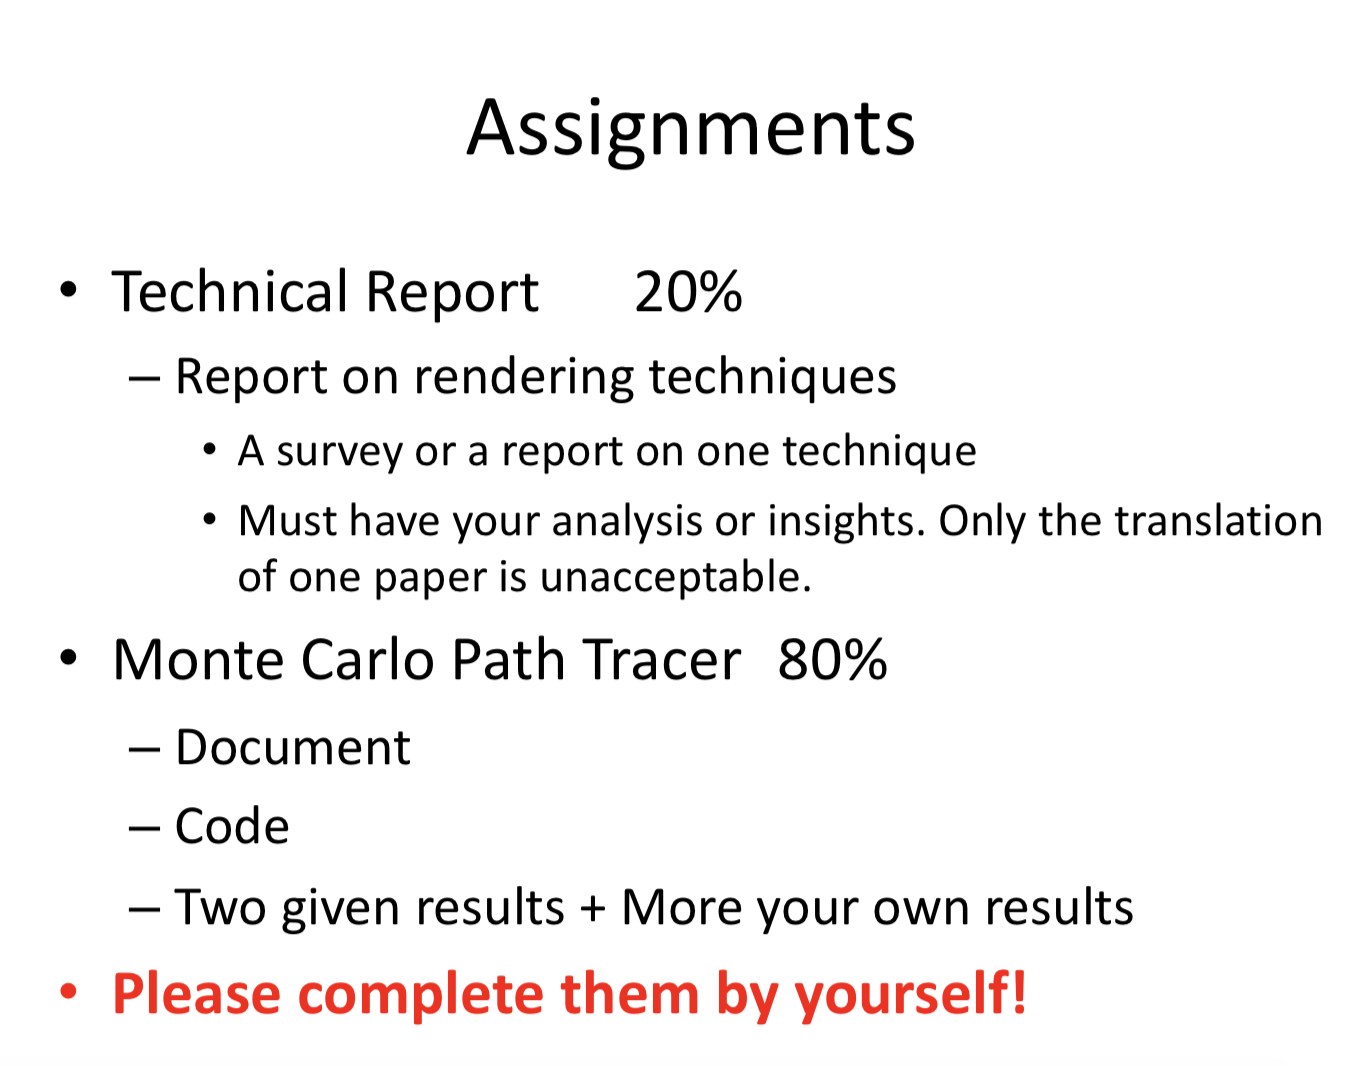 Assignments
• Technical Report 20%
– Report on rendering techniques
• A survey or a report on one technique
• Must have your analysis or insights. Only the translation
of one paper is unacceptable.
• Monte Carlo Path Tracer 80%
– Document
– Code
– Two given results + More your own results
• Please complete them by yourself!